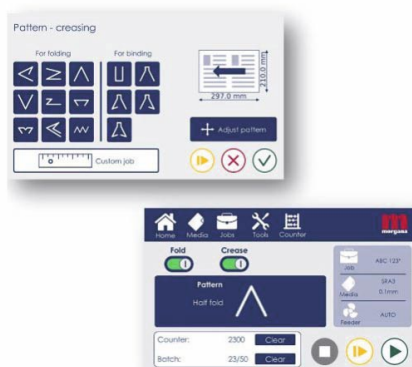 Pattern - creasing
For folding
For binding
210.0 mm
297.0 mm
Adjust pattern
Custom job
Home Media Jobs Tools Counter
morgana
Fold Crease
Pattern
Half fold
Job ABC 123*
Media SRA3
0.1mm
Feeder AUTO
Counter: 2300 Clear
Batch: 23/50 Clear